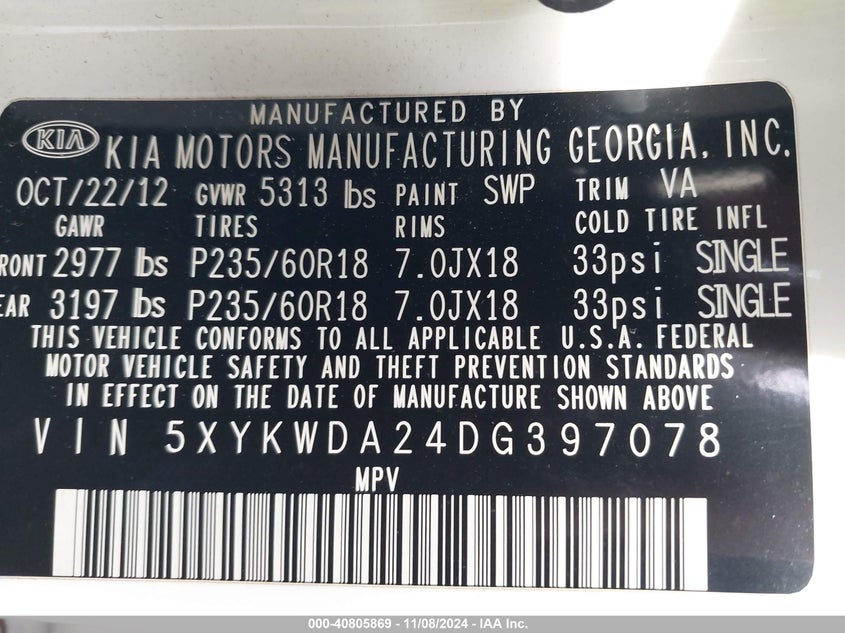 MANUFACTURED BY
KIA KIA MOTORS MANUFACTURING GEORGIA, INC.
OCT/22/12 GVWR 5313 lbs PAINT SWP TRIM VA
GAWR TIRES RIMS COLD TIRE INFL
RONT 2977 lbs P235/60R18 7.0JX18 33psi SINGLE
EAR 3197 lbs P235/60R18 7.0JX18 33psi SINGLE
THIS VEHICLE CONFORMS TO ALL APPLICABLE U.S.A. FEDERAL
MOTOR VEHICLE SAFETY AND THEFT PREVENTION STANDARDS
IN EFFECT ON THE DATE OF MANUFACTURE SHOWN ABOVE
VIN 5XYKWDA24DG397078
MPV
000-40805869 - 11/08/2024 - IAA Inc.